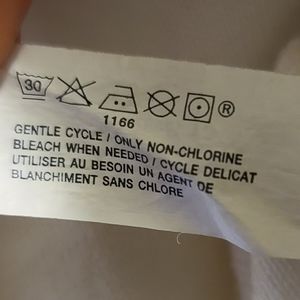 30 ®
1166
GENTLE CYCLE / ONLY NON-CHLORINE
BLEACH WHEN NEEDED / CYCLE DELICAT
UTILISER AU BESOIN UN AGENT DE
BLANCHIMENT SANS CHLORE